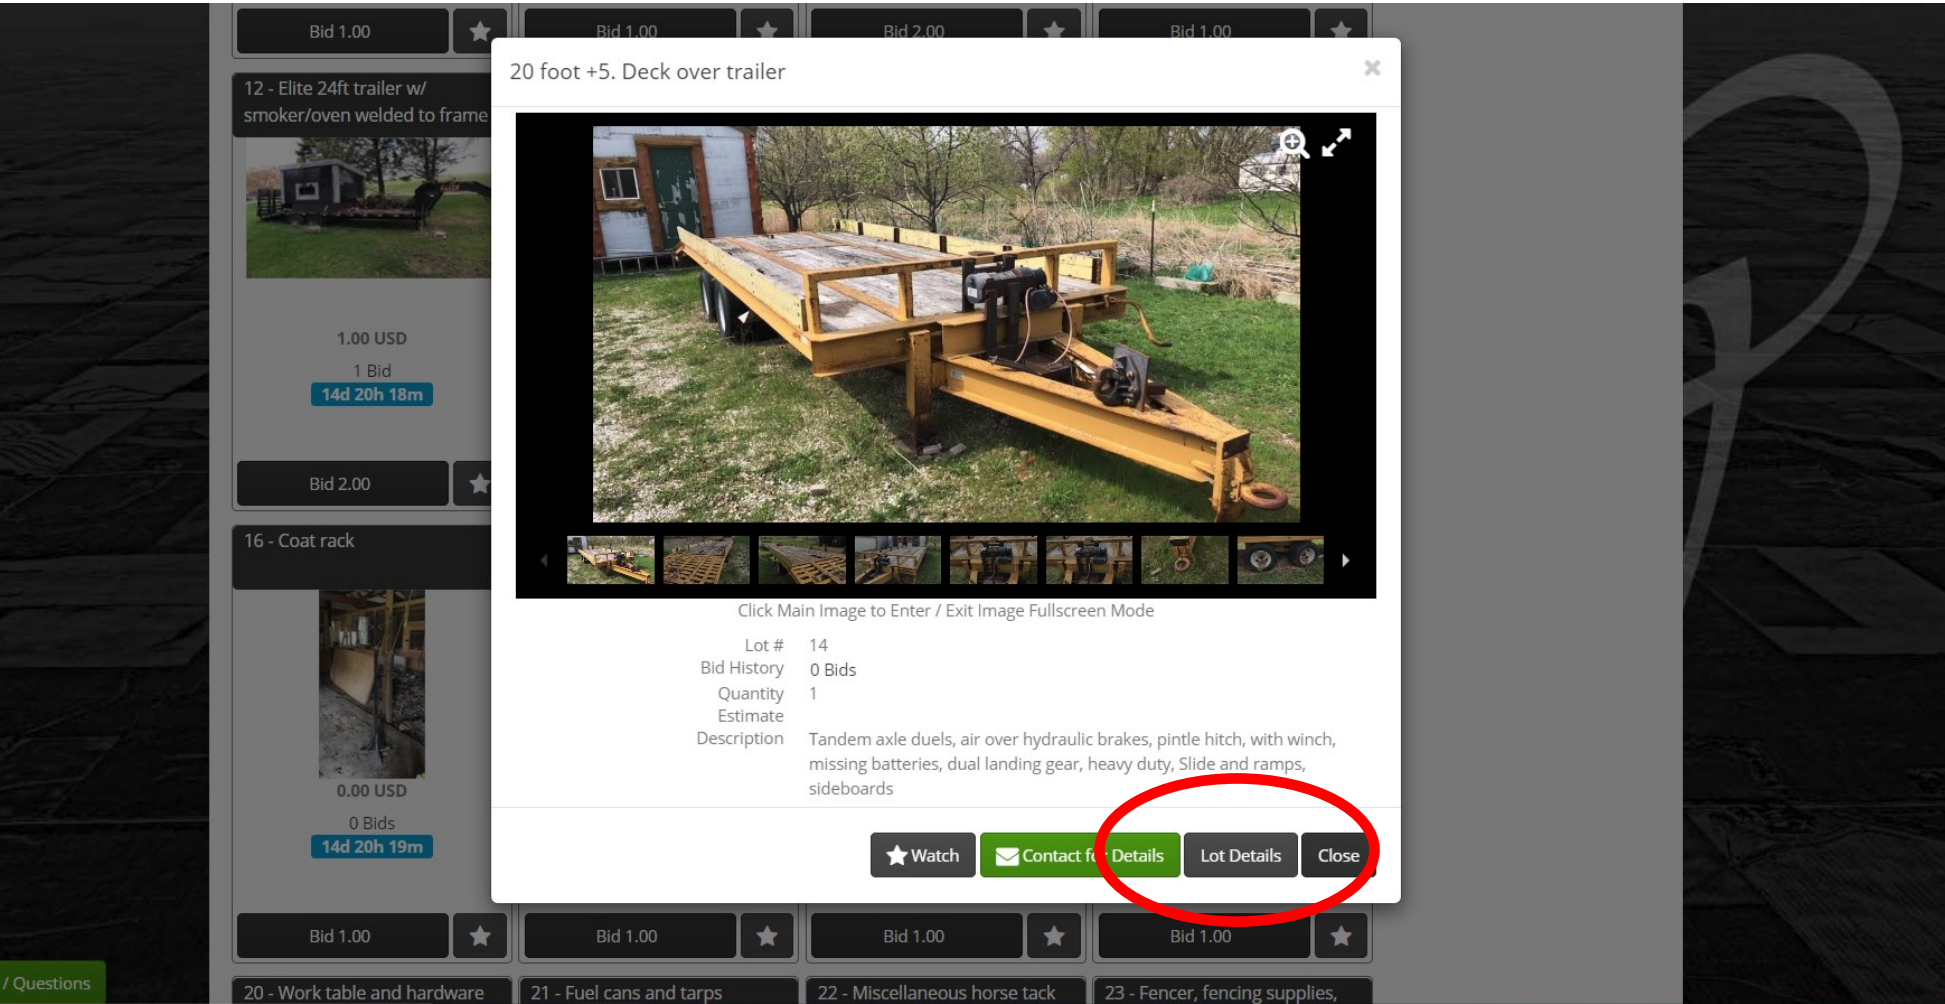 Bid 1.00
Bid 1.00
Bid 2.00
Bid 1.00
12 - Elite 24ft trailer w/
smoker/oven welded to frame
1.00 USD
1 Bid
14d 20h 18m
Bid 2.00
16 - Coat rack
0.00 USD
0 Bids
14d 20h 19m
20 foot +5. Deck over trailer
Click Main Image to Enter / Exit Image Fullscreen Mode
Lot # 14
Bid History 0 Bids
Quantity 1
Estimate
Description Tandem axle duels, air over hydraulic brakes, pintle hitch, with winch,
missing batteries, dual landing gear, heavy duty, Slide and ramps,
sideboards
Watch
Contact for Details
Lot Details
Close
Bid 1.00
Bid 1.00
Bid 1.00
Bid 1.00
/ Questions
20 - Work table and hardware
21 - Fuel cans and tarps
22 - Miscellaneous horse tack
23 - Fencer, fencing supplies,